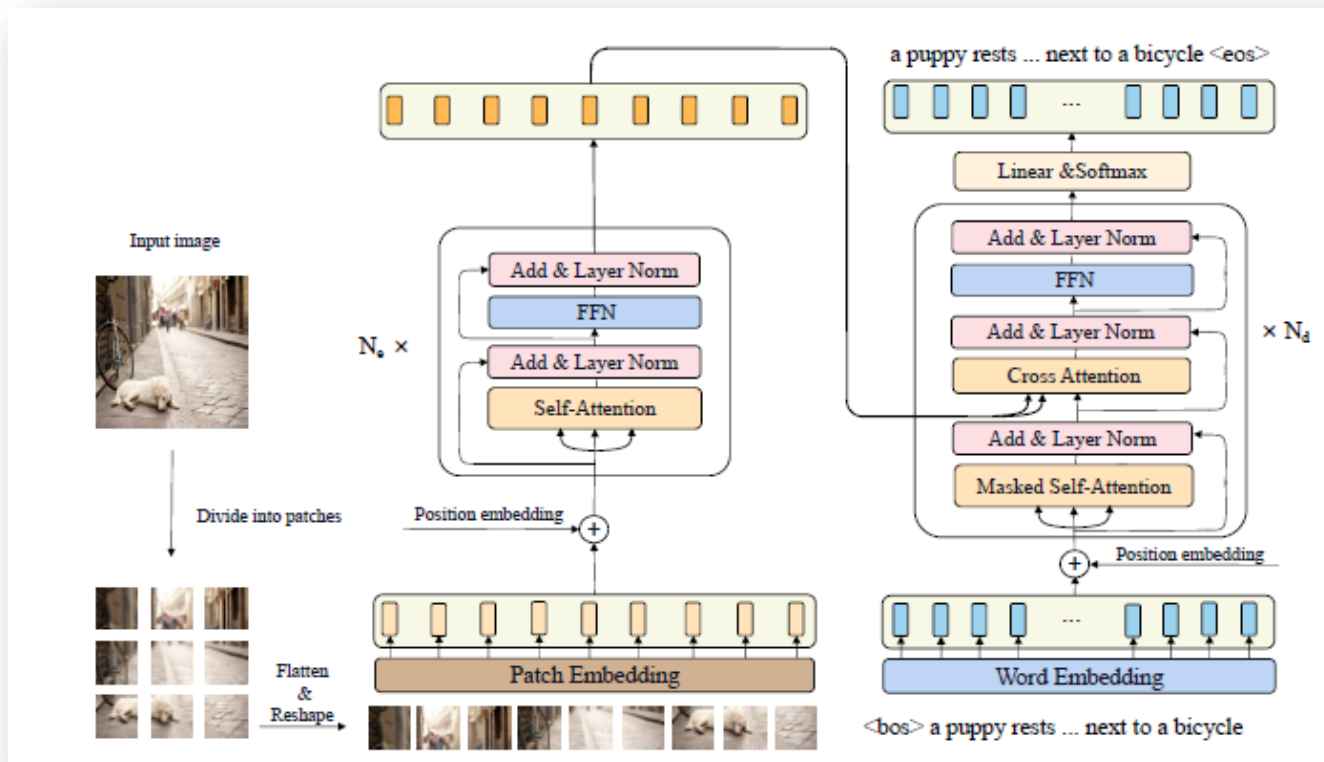 a puppy rests ... next to a bicycle <eos>
...
Linear &Softmax
Input image
Add & Layer Norm
FFN
Add & Layer Norm
Self-Attention
Nₑ ×
Add & Layer Norm
FFN
Add & Layer Norm
Cross Attention
Add & Layer Norm
Masked Self-Attention
× N_d
Divide into patches
Position embedding
+
+
Position embedding
...
Flatten
&
Reshape
Patch Embedding
Word Embedding
<bos> a puppy rests ... next to a bicycle